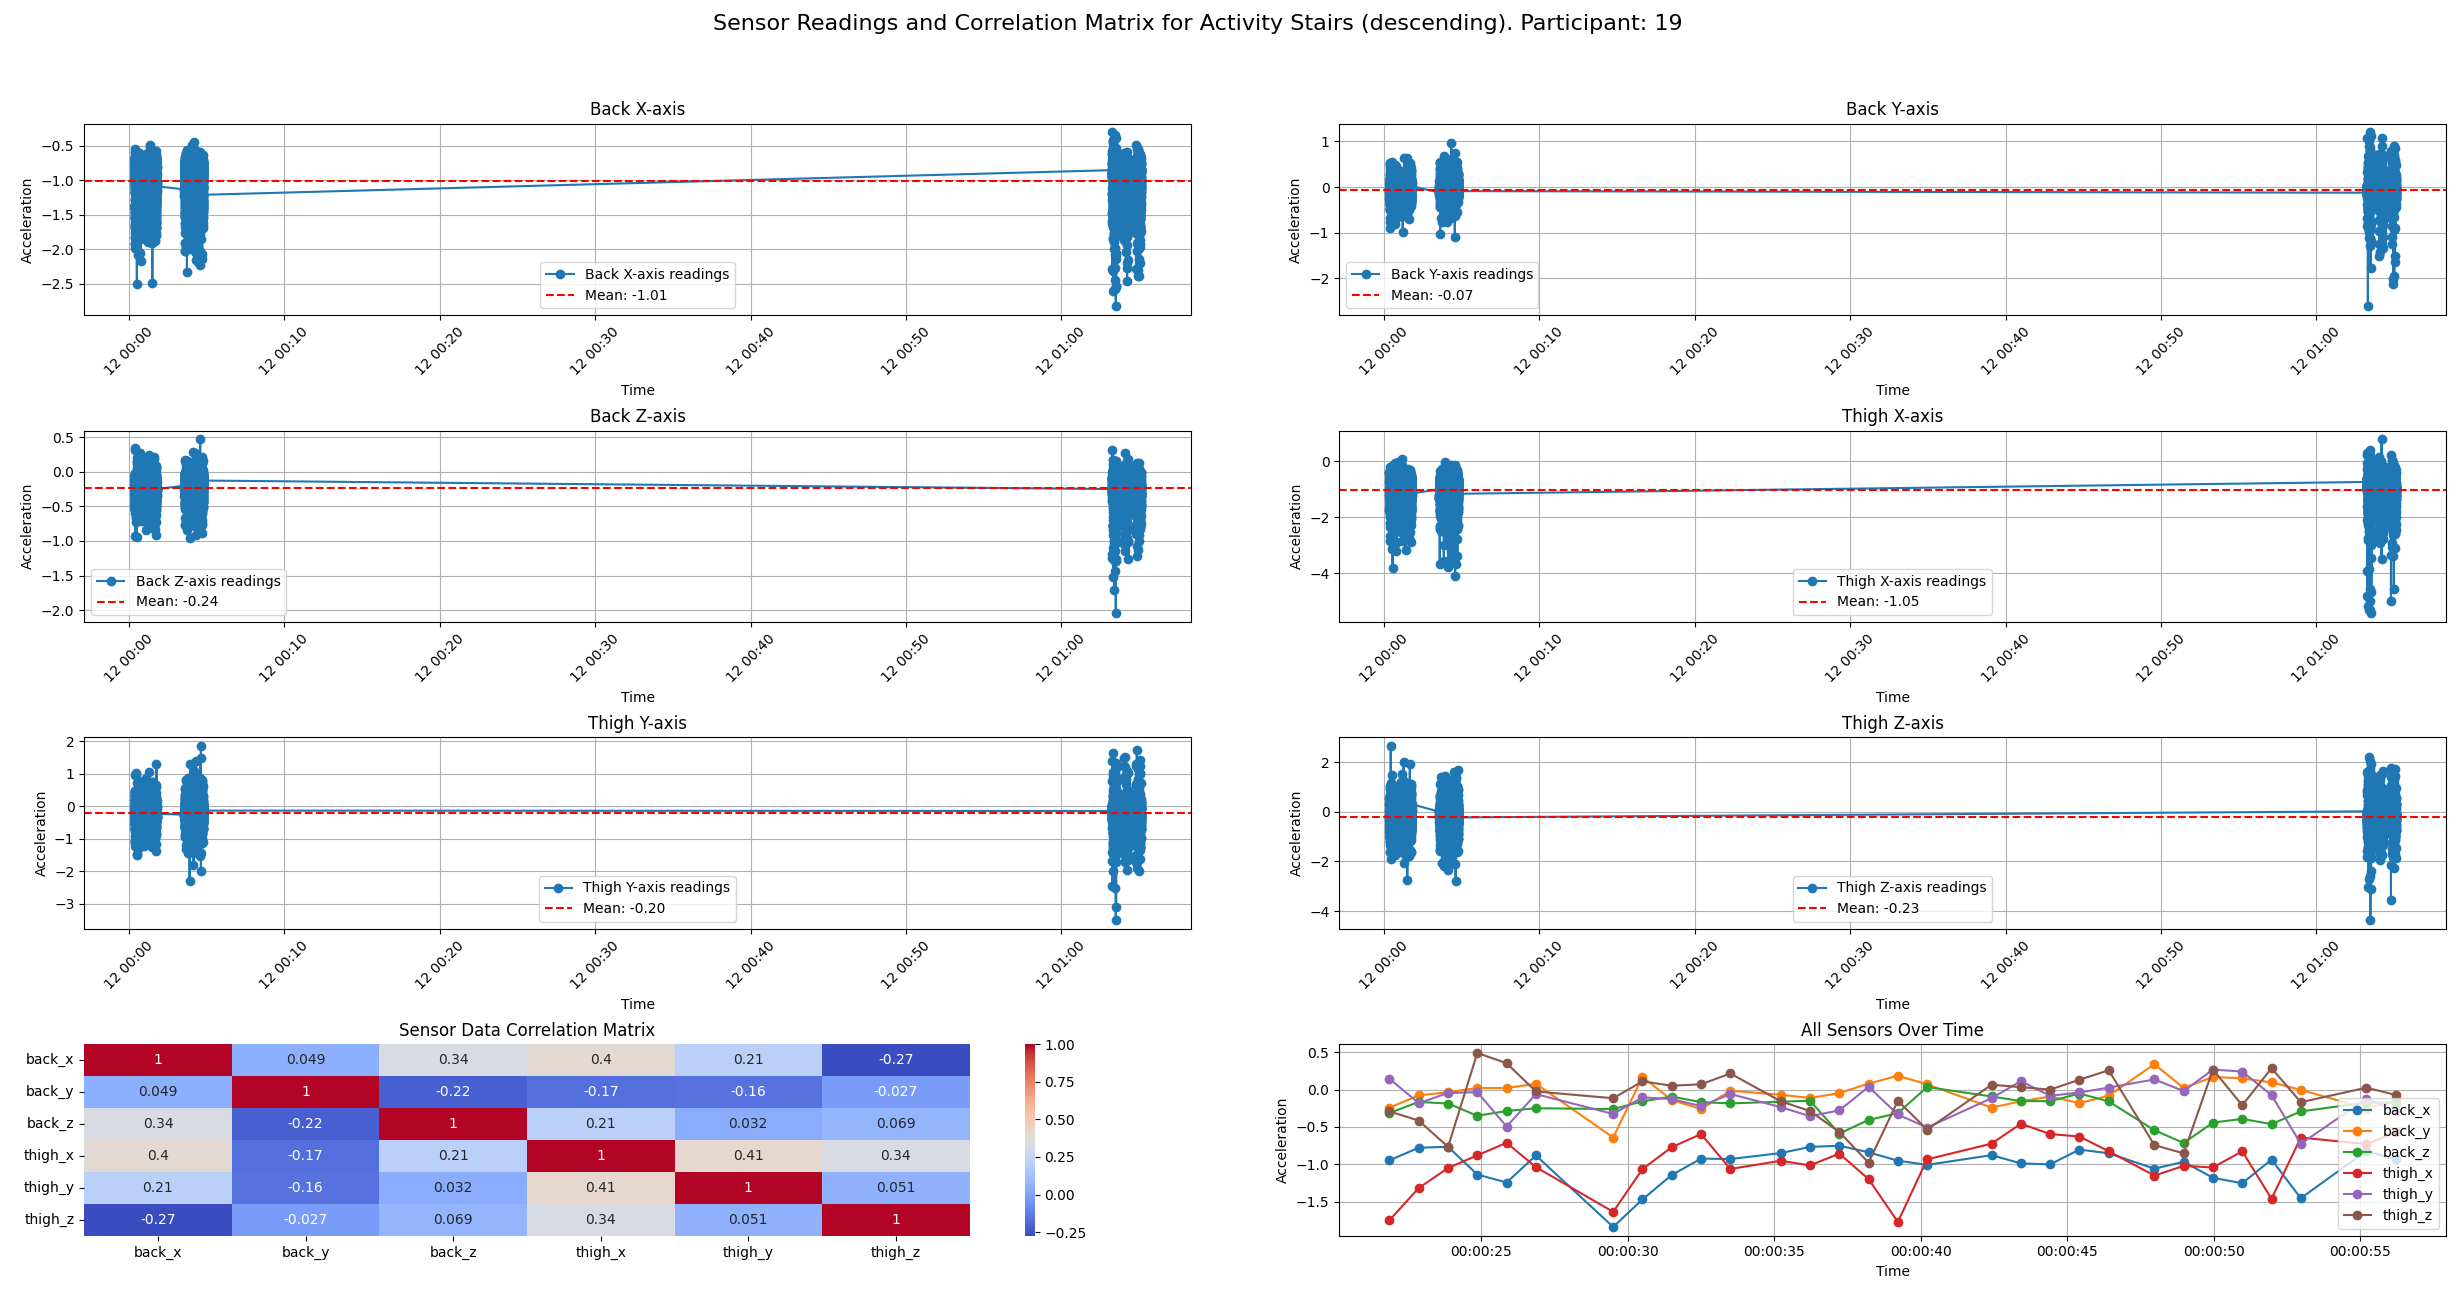 Sensor Readings and Correlation Matrix for Activity Stairs (descending). Participant: 19
Back X-axis
Acceleration
−0.5
−1.0
−1.5
−2.0
−2.5
Back X-axis readings
Mean: -1.01
12 00:00
12 00:10
12 00:20
12 00:30
12 00:40
12 00:50
12 01:00
Time
Back Y-axis
Acceleration
1
0
−1
−2
Back Y-axis readings
Mean: -0.07
12 00:00
12 00:10
12 00:20
12 00:30
12 00:40
12 00:50
12 01:00
Time
Back Z-axis
Acceleration
0.5
0.0
−0.5
−1.0
−1.5
−2.0
Back Z-axis readings
Mean: -0.24
12 00:00
12 00:10
12 00:20
12 00:30
12 00:40
12 00:50
12 01:00
Time
Thigh X-axis
Acceleration
0
−2
−4
Thigh X-axis readings
Mean: -1.05
12 00:00
12 00:10
12 00:20
12 00:30
12 00:40
12 00:50
12 01:00
Time
Thigh Y-axis
Acceleration
2
1
0
−1
−2
−3
Thigh Y-axis readings
Mean: -0.20
12 00:00
12 00:10
12 00:20
12 00:30
12 00:40
12 00:50
12 01:00
Time
Thigh Z-axis
Acceleration
2
0
−2
−4
Thigh Z-axis readings
Mean: -0.23
12 00:00
12 00:10
12 00:20
12 00:30
12 00:40
12 00:50
12 01:00
Time
Sensor Data Correlation Matrix
back_x 1 0.049 0.34 0.4 0.21 -0.27
back_y 0.049 1 -0.22 -0.17 -0.16 -0.027
back_z 0.34 -0.22 1 0.21 0.032 0.069
thigh_x 0.4 -0.17 0.21 1 0.41 0.34
thigh_y 0.21 -0.16 0.032 0.41 1 0.051
thigh_z -0.27 -0.027 0.069 0.34 0.051 1
back_x back_y back_z thigh_x thigh_y thigh_z
1.00
0.75
0.50
0.25
0.00
−0.25
All Sensors Over Time
Acceleration
0.5
0.0
−0.5
−1.0
−1.5
back_x
back_y
back_z
thigh_x
thigh_y
thigh_z
00:00:25
00:00:30
00:00:35
00:00:40
00:00:45
00:00:50
00:00:55
Time